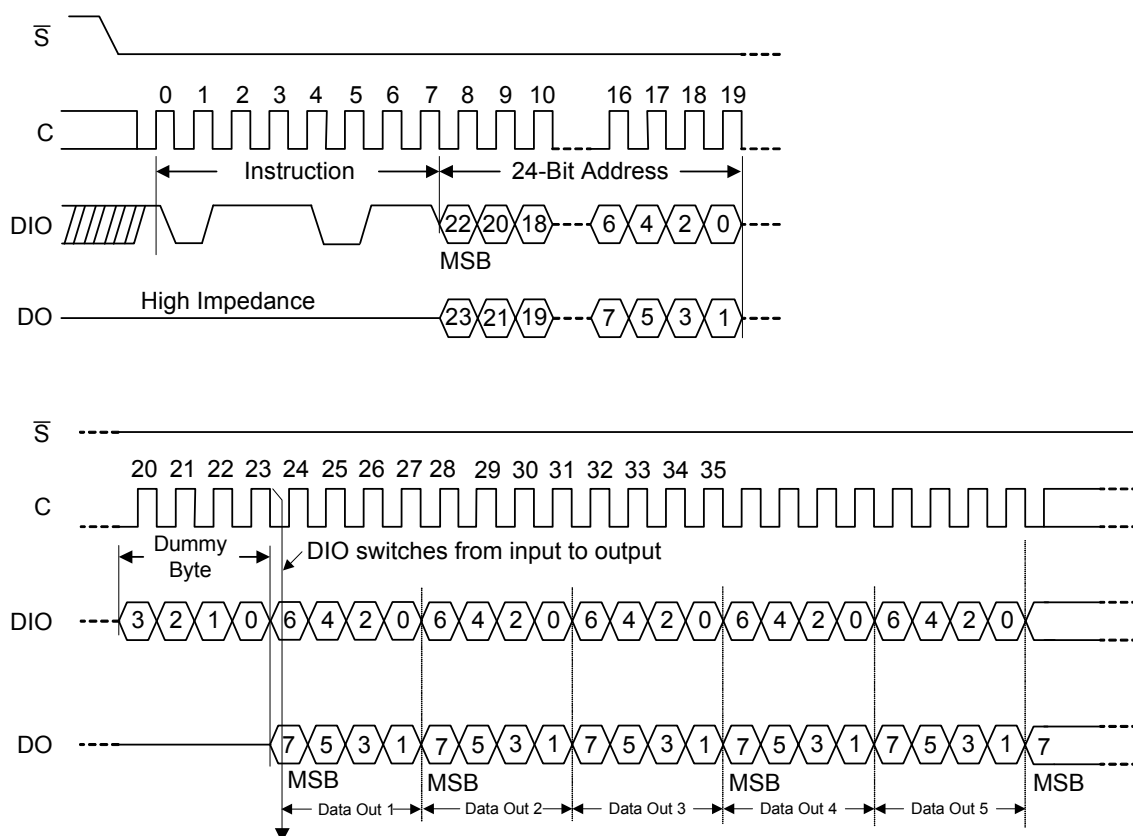 S
0 1 2 3 4 5 6 7 8 9 10 16 17 18 19
C
Instruction 24-Bit Address
DIO 22 20 18 6 4 2 0
MSB
High Impedance
DO 23 21 19 7 5 3 1
S
20 21 22 23 24 25 26 27 28 29 30 31 32 33 34 35
C
Dummy
Byte
DIO switches from input to output
DIO 3 2 1 0 6 4 2 0 6 4 2 0 6 4 2 0 6 4 2 0 6 4 2 0
DO 7 5 3 1 7 5 3 1 7 5 3 1 7 5 3 1 7 5 3 1 7
MSB MSB MSB MSB
Data Out 1 Data Out 2 Data Out 3 Data Out 4 Data Out 5